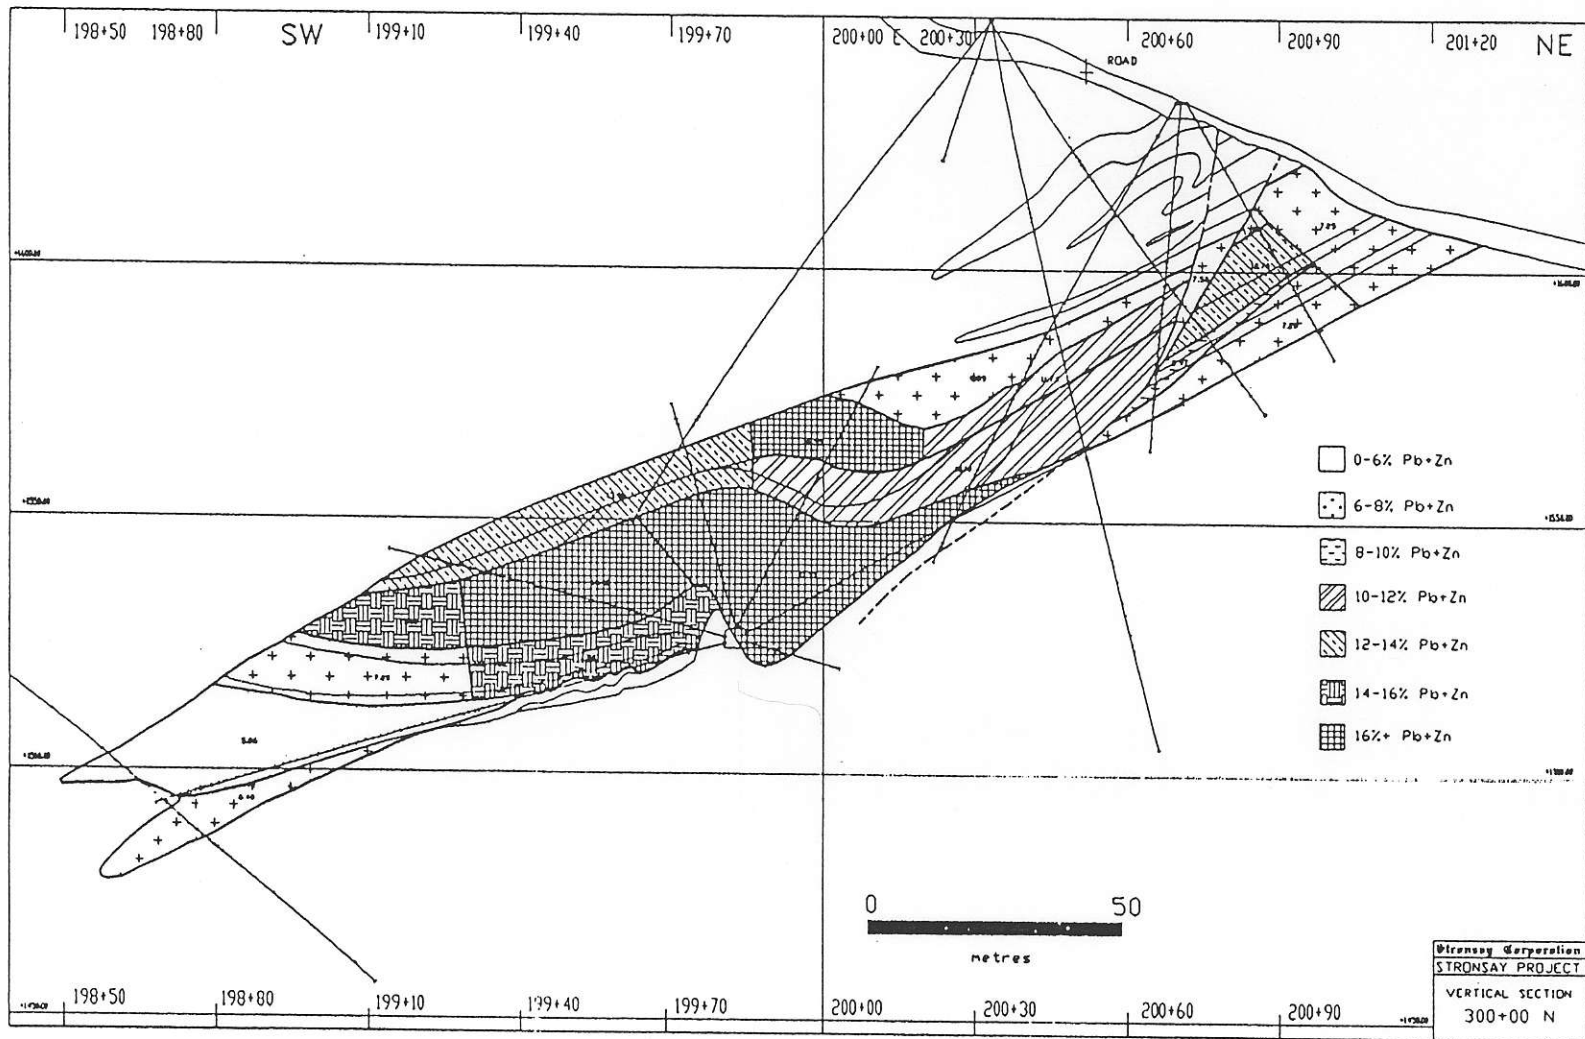 198+50 198+80 SW 199+10 199+40 199+70 200+00 E 200+30 200+60 200+90 201+20 NE
ROAD
7.25
7.29
0-6% Pb+Zn
6-8% Pb+Zn
8-10% Pb+Zn
10-12% Pb+Zn
12-14% Pb+Zn
14-16% Pb+Zn
16%+ Pb+Zn
0 50
metres
Stronsay Corporation
STRONSAY PROJECT
VERTICAL SECTION
300+00 N
198+50 198+80 199+10 199+40 199+70 200+00 200+30 200+60 200+90